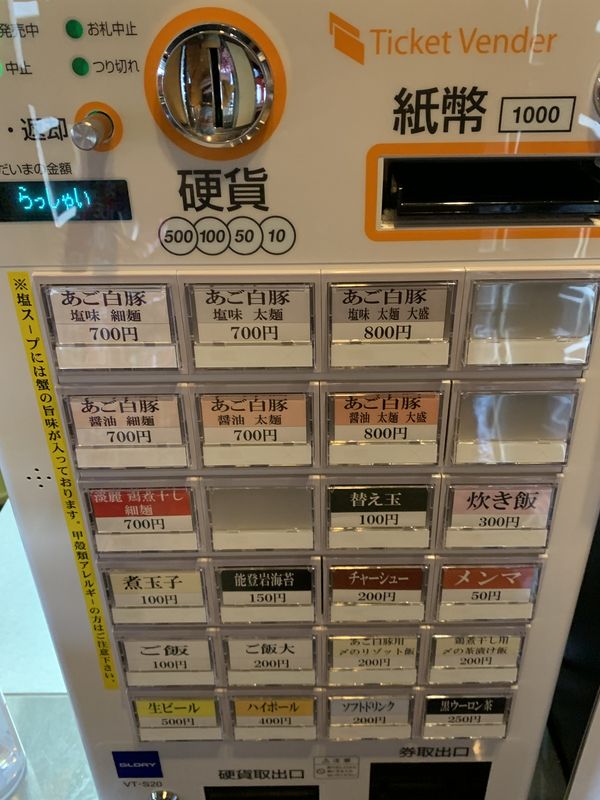 発売中
お札中止
中止
つり切れ
Ticket Vender
・返却
紙幣 1000
だいまの金額
らっしゃい
硬貨
500 100 50 10
※塩スープには蟹の旨味が入っております。甲殻類アレルギーの方はご注意下さい。
あご白豚
塩味 細麺
700円
あご白豚
塩味 太麺
700円
あご白豚
塩味 太麺 大盛
800円
あご白豚
醤油 細麺
700円
あご白豚
醤油 太麺
700円
あご白豚
醤油 太麺 大盛
800円
淡麗 鶏煮干し
細麺
700円
替え玉
100円
炊き飯
300円
煮玉子
100円
能登岩海苔
150円
チャーシュー
200円
メンマ
50円
ご飯
100円
ご飯大
200円
あご白豚用
〆のリゾット飯
200円
鶏煮干し用
〆の茶漬け飯
200円
生ビール
500円
ハイボール
400円
ソフトドリンク
200円
黒ウーロン茶
250円
GLORY
VT-S20
硬貨取出口
注意
券取出口